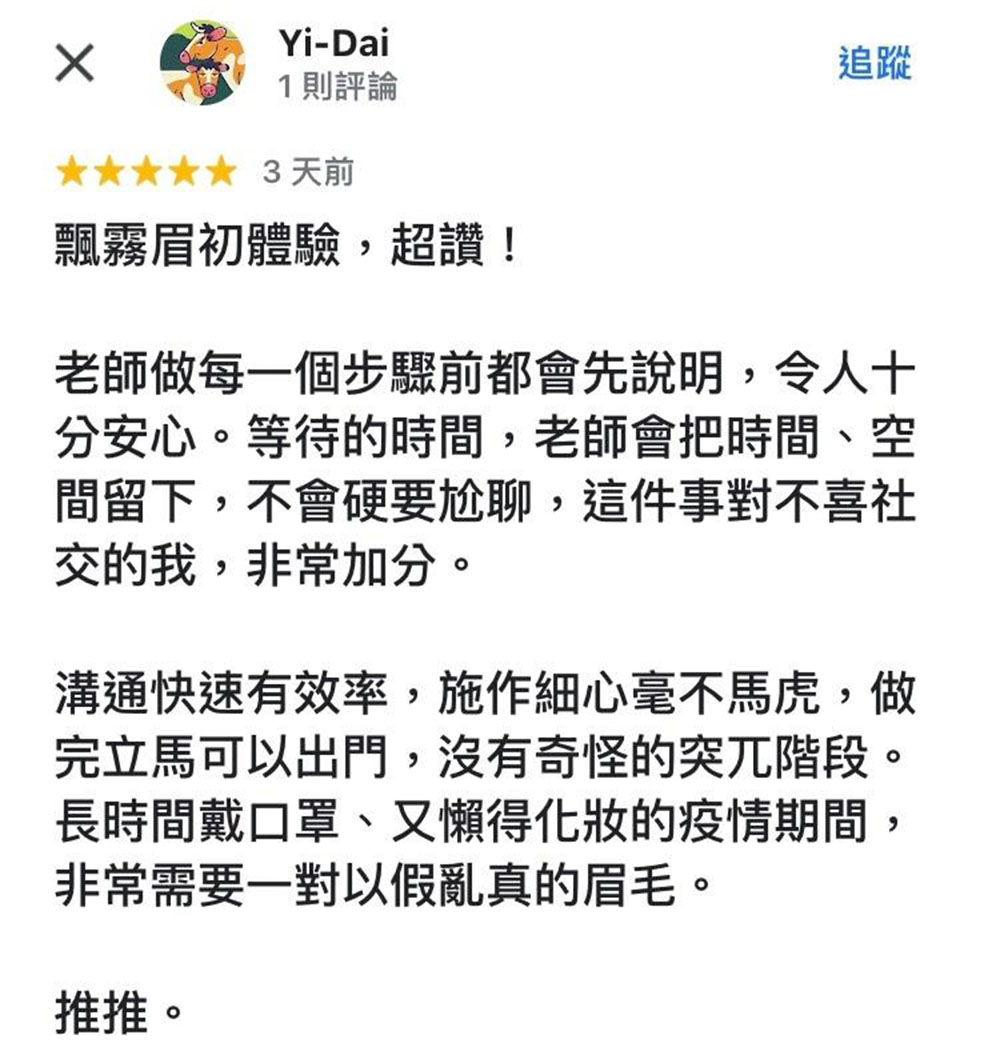 Yi-Dai
1 則評論
追蹤
3 天前
飄霧眉初體驗，超讚！
老師做每一個步驟前都會先說明，令人十
分安心。等待的時間，老師會把時間、空
間留下，不會硬要尬聊，這件事對不喜社
交的我，非常加分。
溝通快速有效率，施作細心毫不馬虎，做
完立馬可以出門，沒有奇怪的突兀階段。
長時間戴口罩、又懶得化妝的疫情期間，
非常需要一對以假亂真的眉毛。
推推。